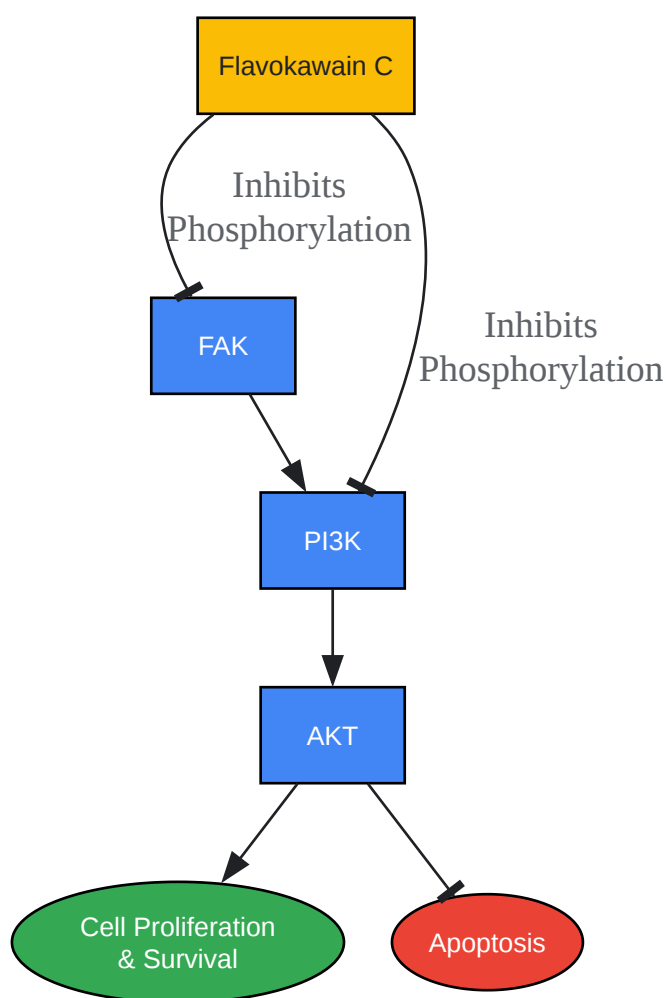 Flavokawain C
Inhibits
Phosphorylation
FAK
Inhibits
Phosphorylation
PI3K
AKT
Cell Proliferation
& Survival
Apoptosis